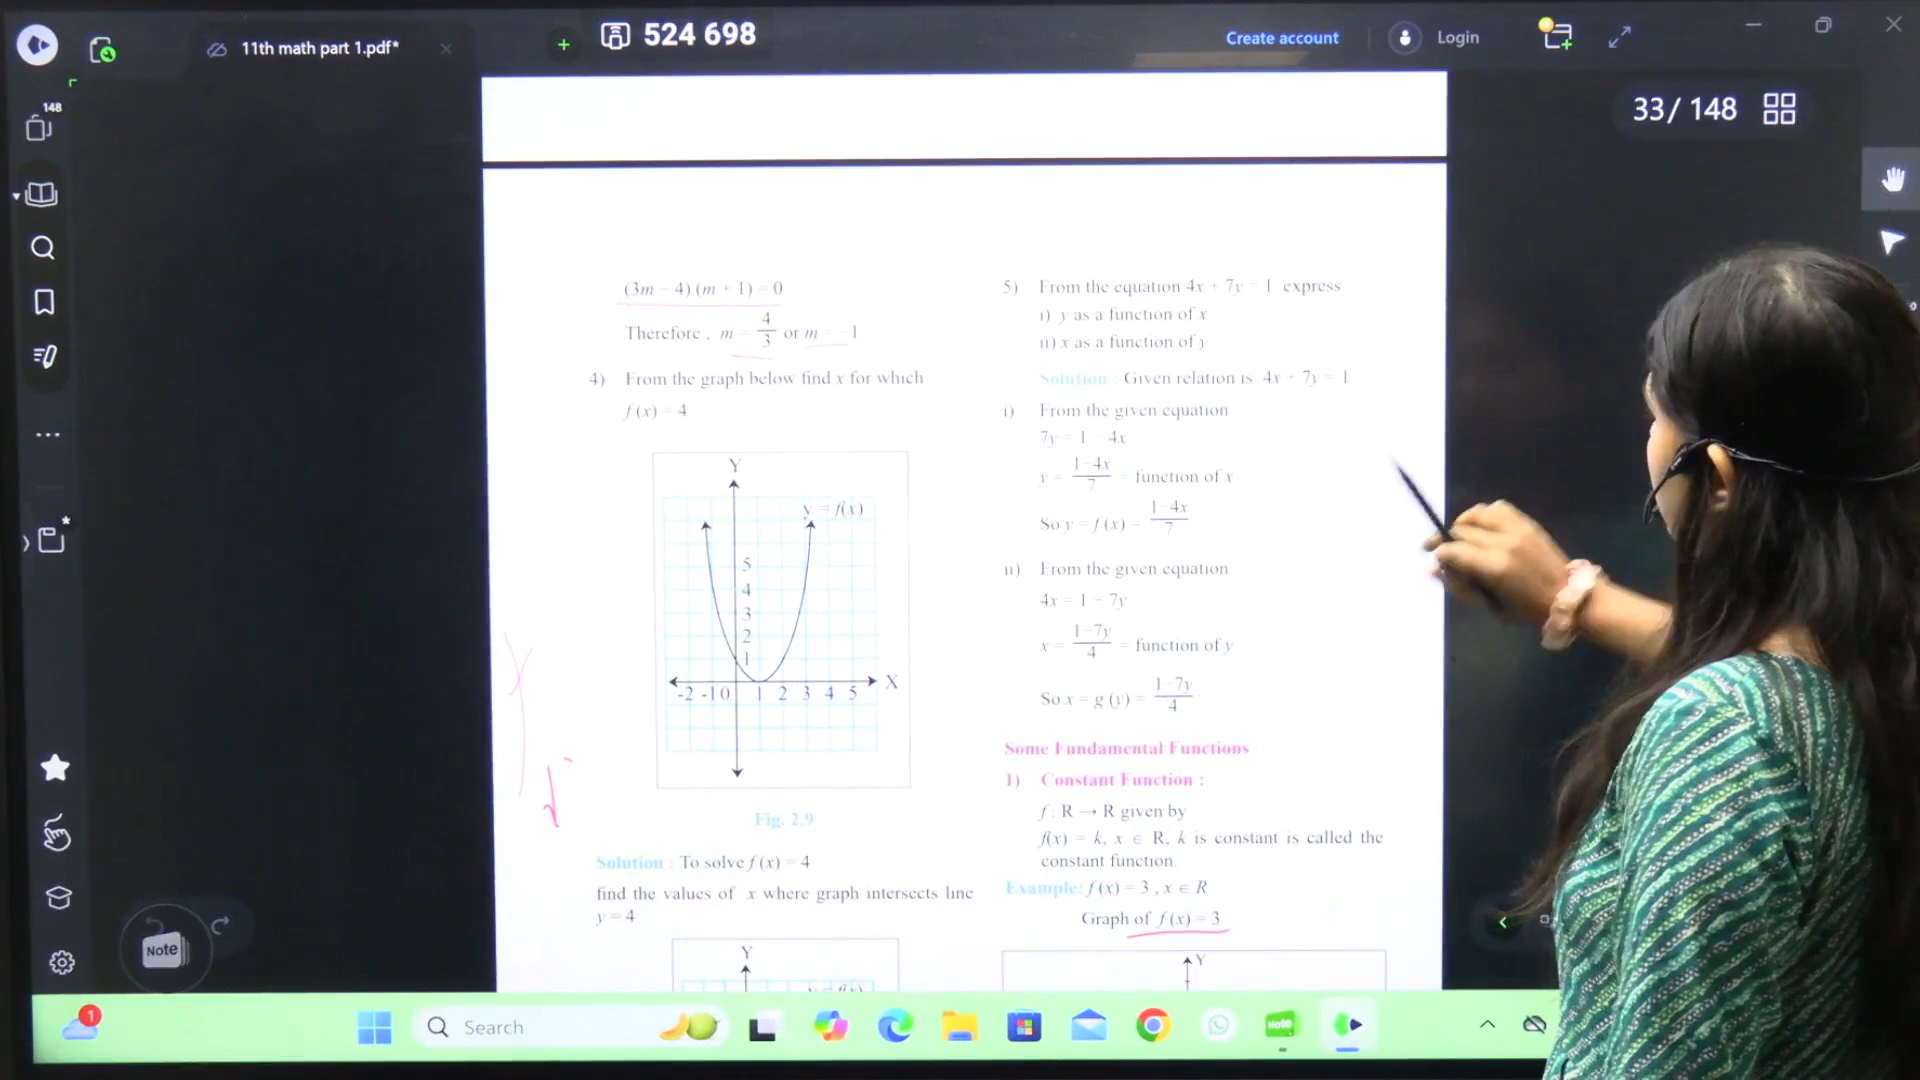 11th math part 1.pdf*
524 698
Create account
Login
148
33/ 148
(3m − 4) (m + 1) = 0
Therefore , m = 4/3 or m = −1
4) From the graph below find x for which
f (x) = 4
Y
y = f(x)
5
4
3
2
1
-2 -1 0 1 2 3 4 5 X
Fig. 2.9
Solution : To solve f (x) = 4
find the values of x where graph intersects line
y = 4
Y
5) From the equation 4x + 7y = 1 express
i) y as a function of x
ii) x as a function of y
Solution : Given relation is 4x + 7y = 1
i) From the given equation
7y = 1 − 4x
y = 1−4x/7 = function of x
So y = f (x) = 1−4x/7
ii) From the given equation
4x = 1 − 7y
x = 1−7y/4 = function of y
So x = g (y) = 1−7y/4
Some Fundamental Functions
1) Constant Function :
f : R → R given by
f(x) = k, x ∈ R, k is constant is called the
constant function.
Example: f (x) = 3 , x ∈ R
Graph of f (x) = 3
Y
Note
1
Search
Note